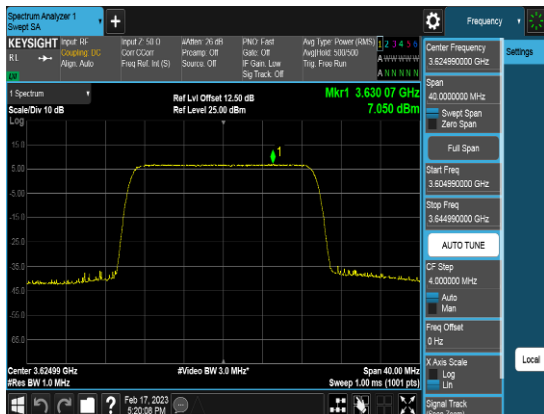 Spectrum Analyzer 1
Swept SA
Frequency
KEYSIGHT
RL
Input: RF
Coupling: DC
Align: Auto
Input Z: 50 Ω
Corr CCorr
Freq Ref: Int (S)
#Atten: 26 dB
Preamp: Off
Source: Off
PNO: Fast
Gate: Off
IF Gain: Low
Sig Track: Off
Avg Type: Power (RMS)
Avg|Hold: 500/500
Trig: Free Run
1 2 3 4 5 6
A W W W W W
A N N N N N
1 Spectrum
Scale/Div 10 dB
Log
Ref Lvl Offset 12.50 dB
Ref Level 25.00 dBm
Mkr1 3.630 07 GHz
7.050 dBm
15.0
5.00
-5.00
-15.0
-25.0
-35.0
-45.0
-55.0
-65.0
1
Center 3.62499 GHz
#Res BW 1.0 MHz
#Video BW 3.0 MHz*
Span 40.00 MHz
Sweep 1.00 ms (1001 pts)
Feb 17, 2023
5:20:08 PM
Center Frequency
3.624990000 GHz
Span
40.0000000 MHz
Swept Span
Zero Span
Full Span
Start Freq
3.604990000 GHz
Stop Freq
3.644990000 GHz
AUTO TUNE
CF Step
4.000000 MHz
Auto
Man
Freq Offset
0 Hz
X Axis Scale
Log
Lin
Signal Track
Settings
Local